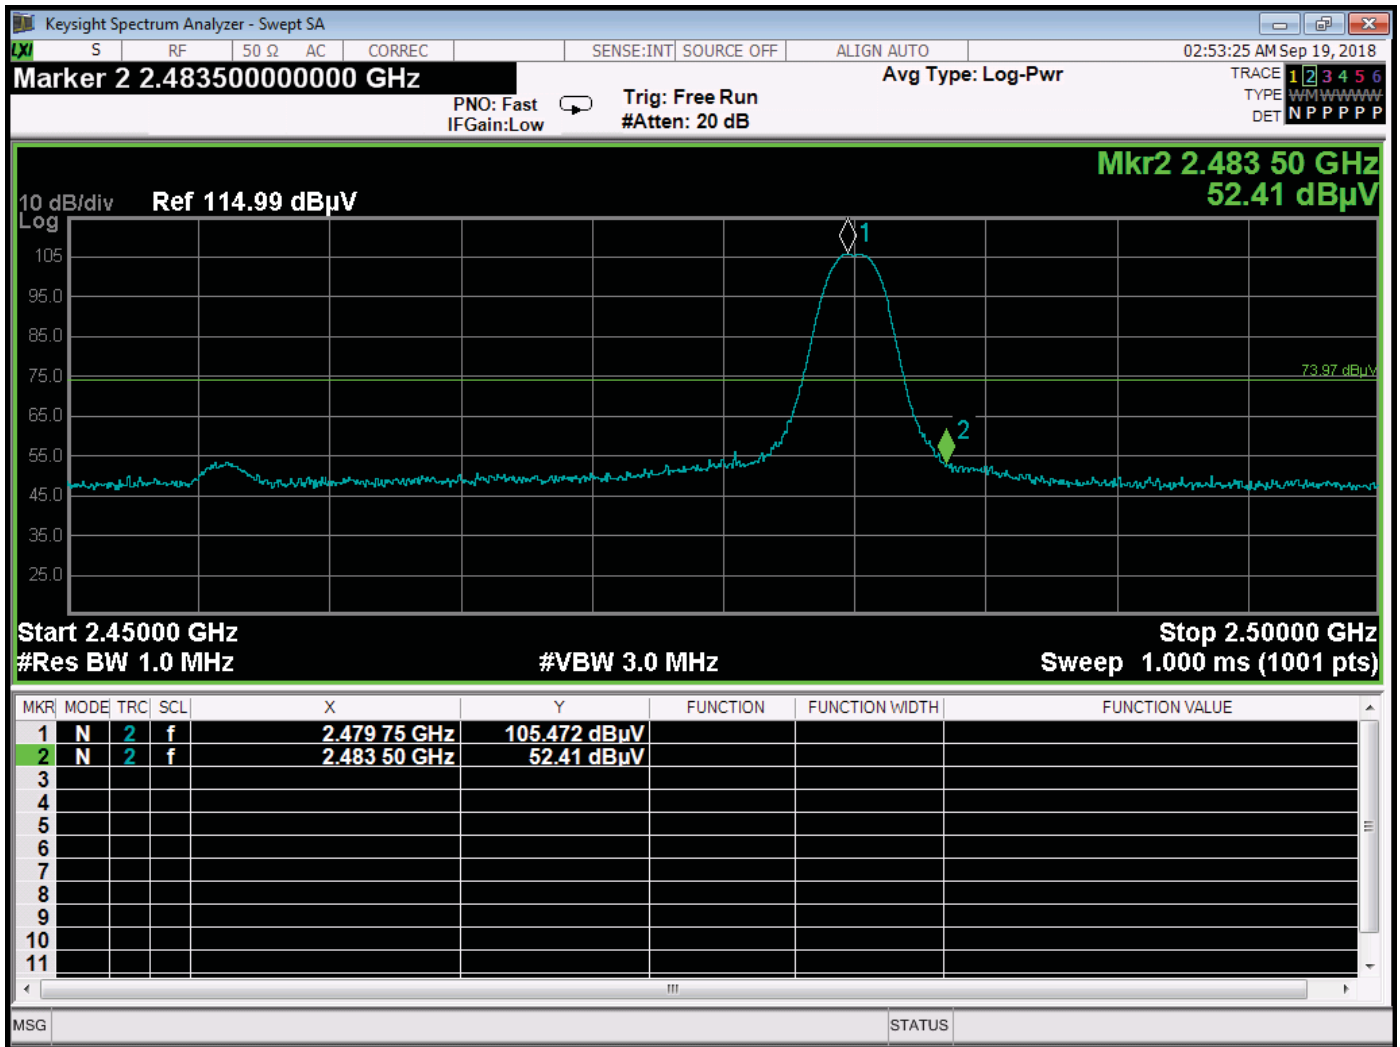 Keysight Spectrum Analyzer - Swept SA
LXI S RF 50 Ω AC CORREC SENSE:INT SOURCE OFF ALIGN AUTO 02:53:25 AM Sep 19, 2018
Marker 2 2.483500000000 GHz
PNO: Fast
IFGain:Low
Trig: Free Run
#Atten: 20 dB
Avg Type: Log-Pwr
TRACE 1 2 3 4 5 6
TYPE WMWWWW
DET N P P P P P
Mkr2 2.483 50 GHz
52.41 dBµV
10 dB/div Ref 114.99 dBµV
Log
105
95.0
85.0
75.0
65.0
55.0
45.0
35.0
25.0
1
73.97 dBµV
2
Start 2.45000 GHz Stop 2.50000 GHz
#Res BW 1.0 MHz #VBW 3.0 MHz Sweep 1.000 ms (1001 pts)
MKR MODE TRC SCL X Y FUNCTION FUNCTION WIDTH FUNCTION VALUE
1 N 2 f 2.479 75 GHz 105.472 dBµV
2 N 2 f 2.483 50 GHz 52.41 dBµV
3
4
5
6
7
8
9
10
11
MSG STATUS